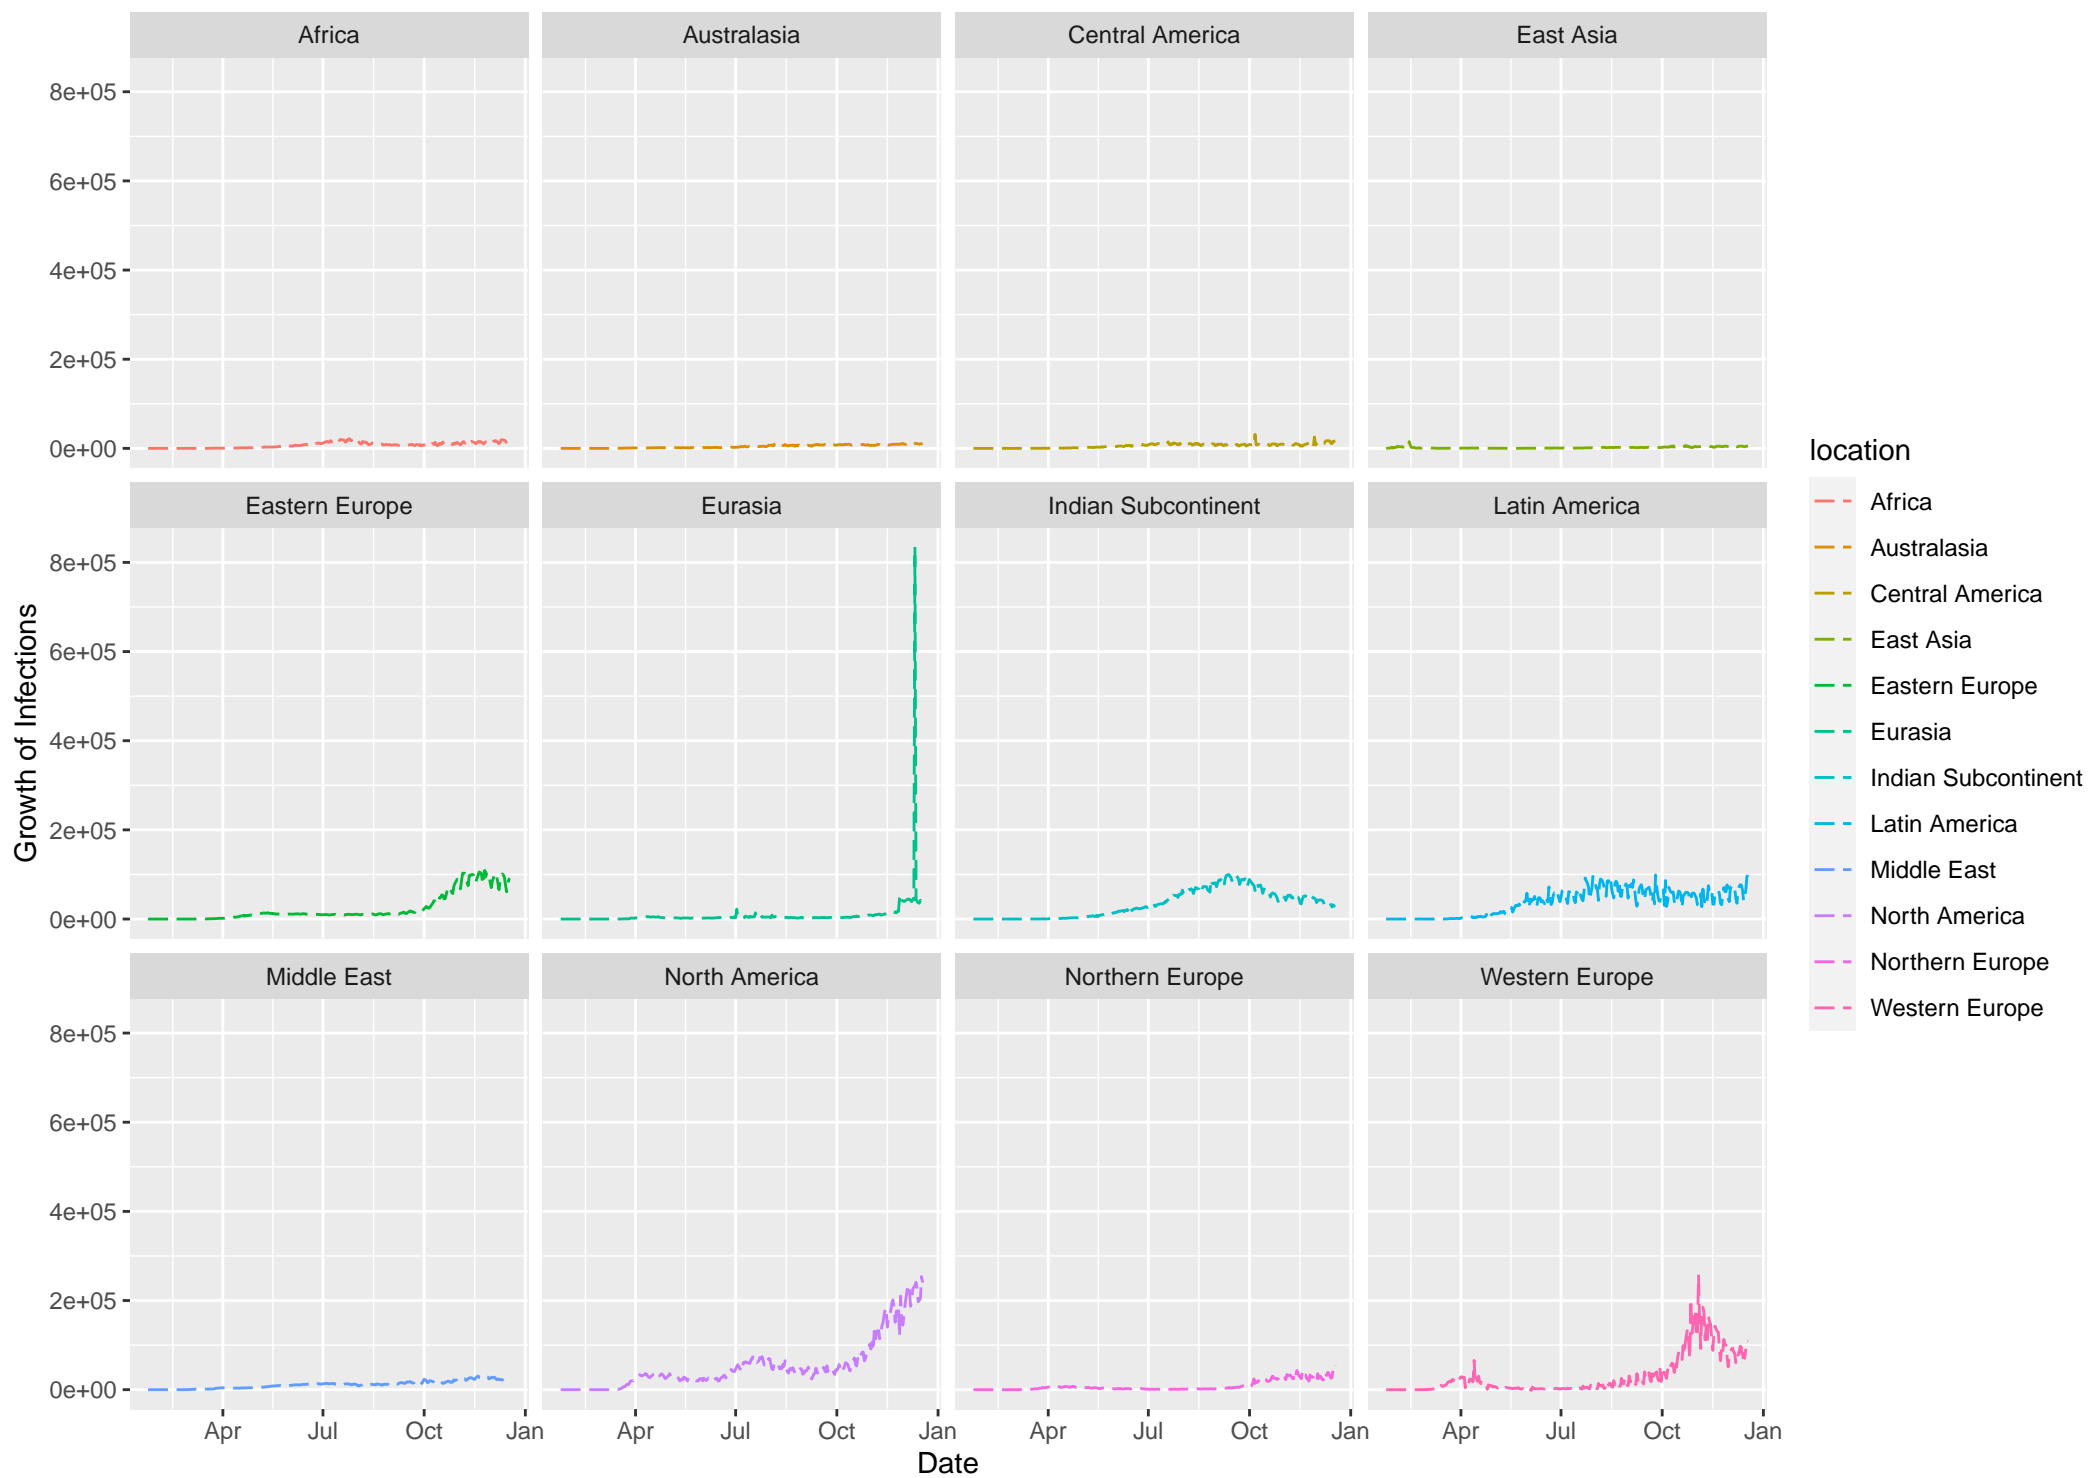 Africa
Australasia
Central America
East Asia
8e+05
6e+05
4e+05
2e+05
0e+00
Eastern Europe
Eurasia
Indian Subcontinent
Latin America
8e+05
6e+05
4e+05
2e+05
0e+00
Middle East
North America
Northern Europe
Western Europe
8e+05
6e+05
4e+05
2e+05
0e+00
Apr Jul Oct Jan
Apr Jul Oct Jan
Apr Jul Oct Jan
Apr Jul Oct Jan
Date
Growth of Infections
location
Africa
Australasia
Central America
East Asia
Eastern Europe
Eurasia
Indian Subcontinent
Latin America
Middle East
North America
Northern Europe
Western Europe